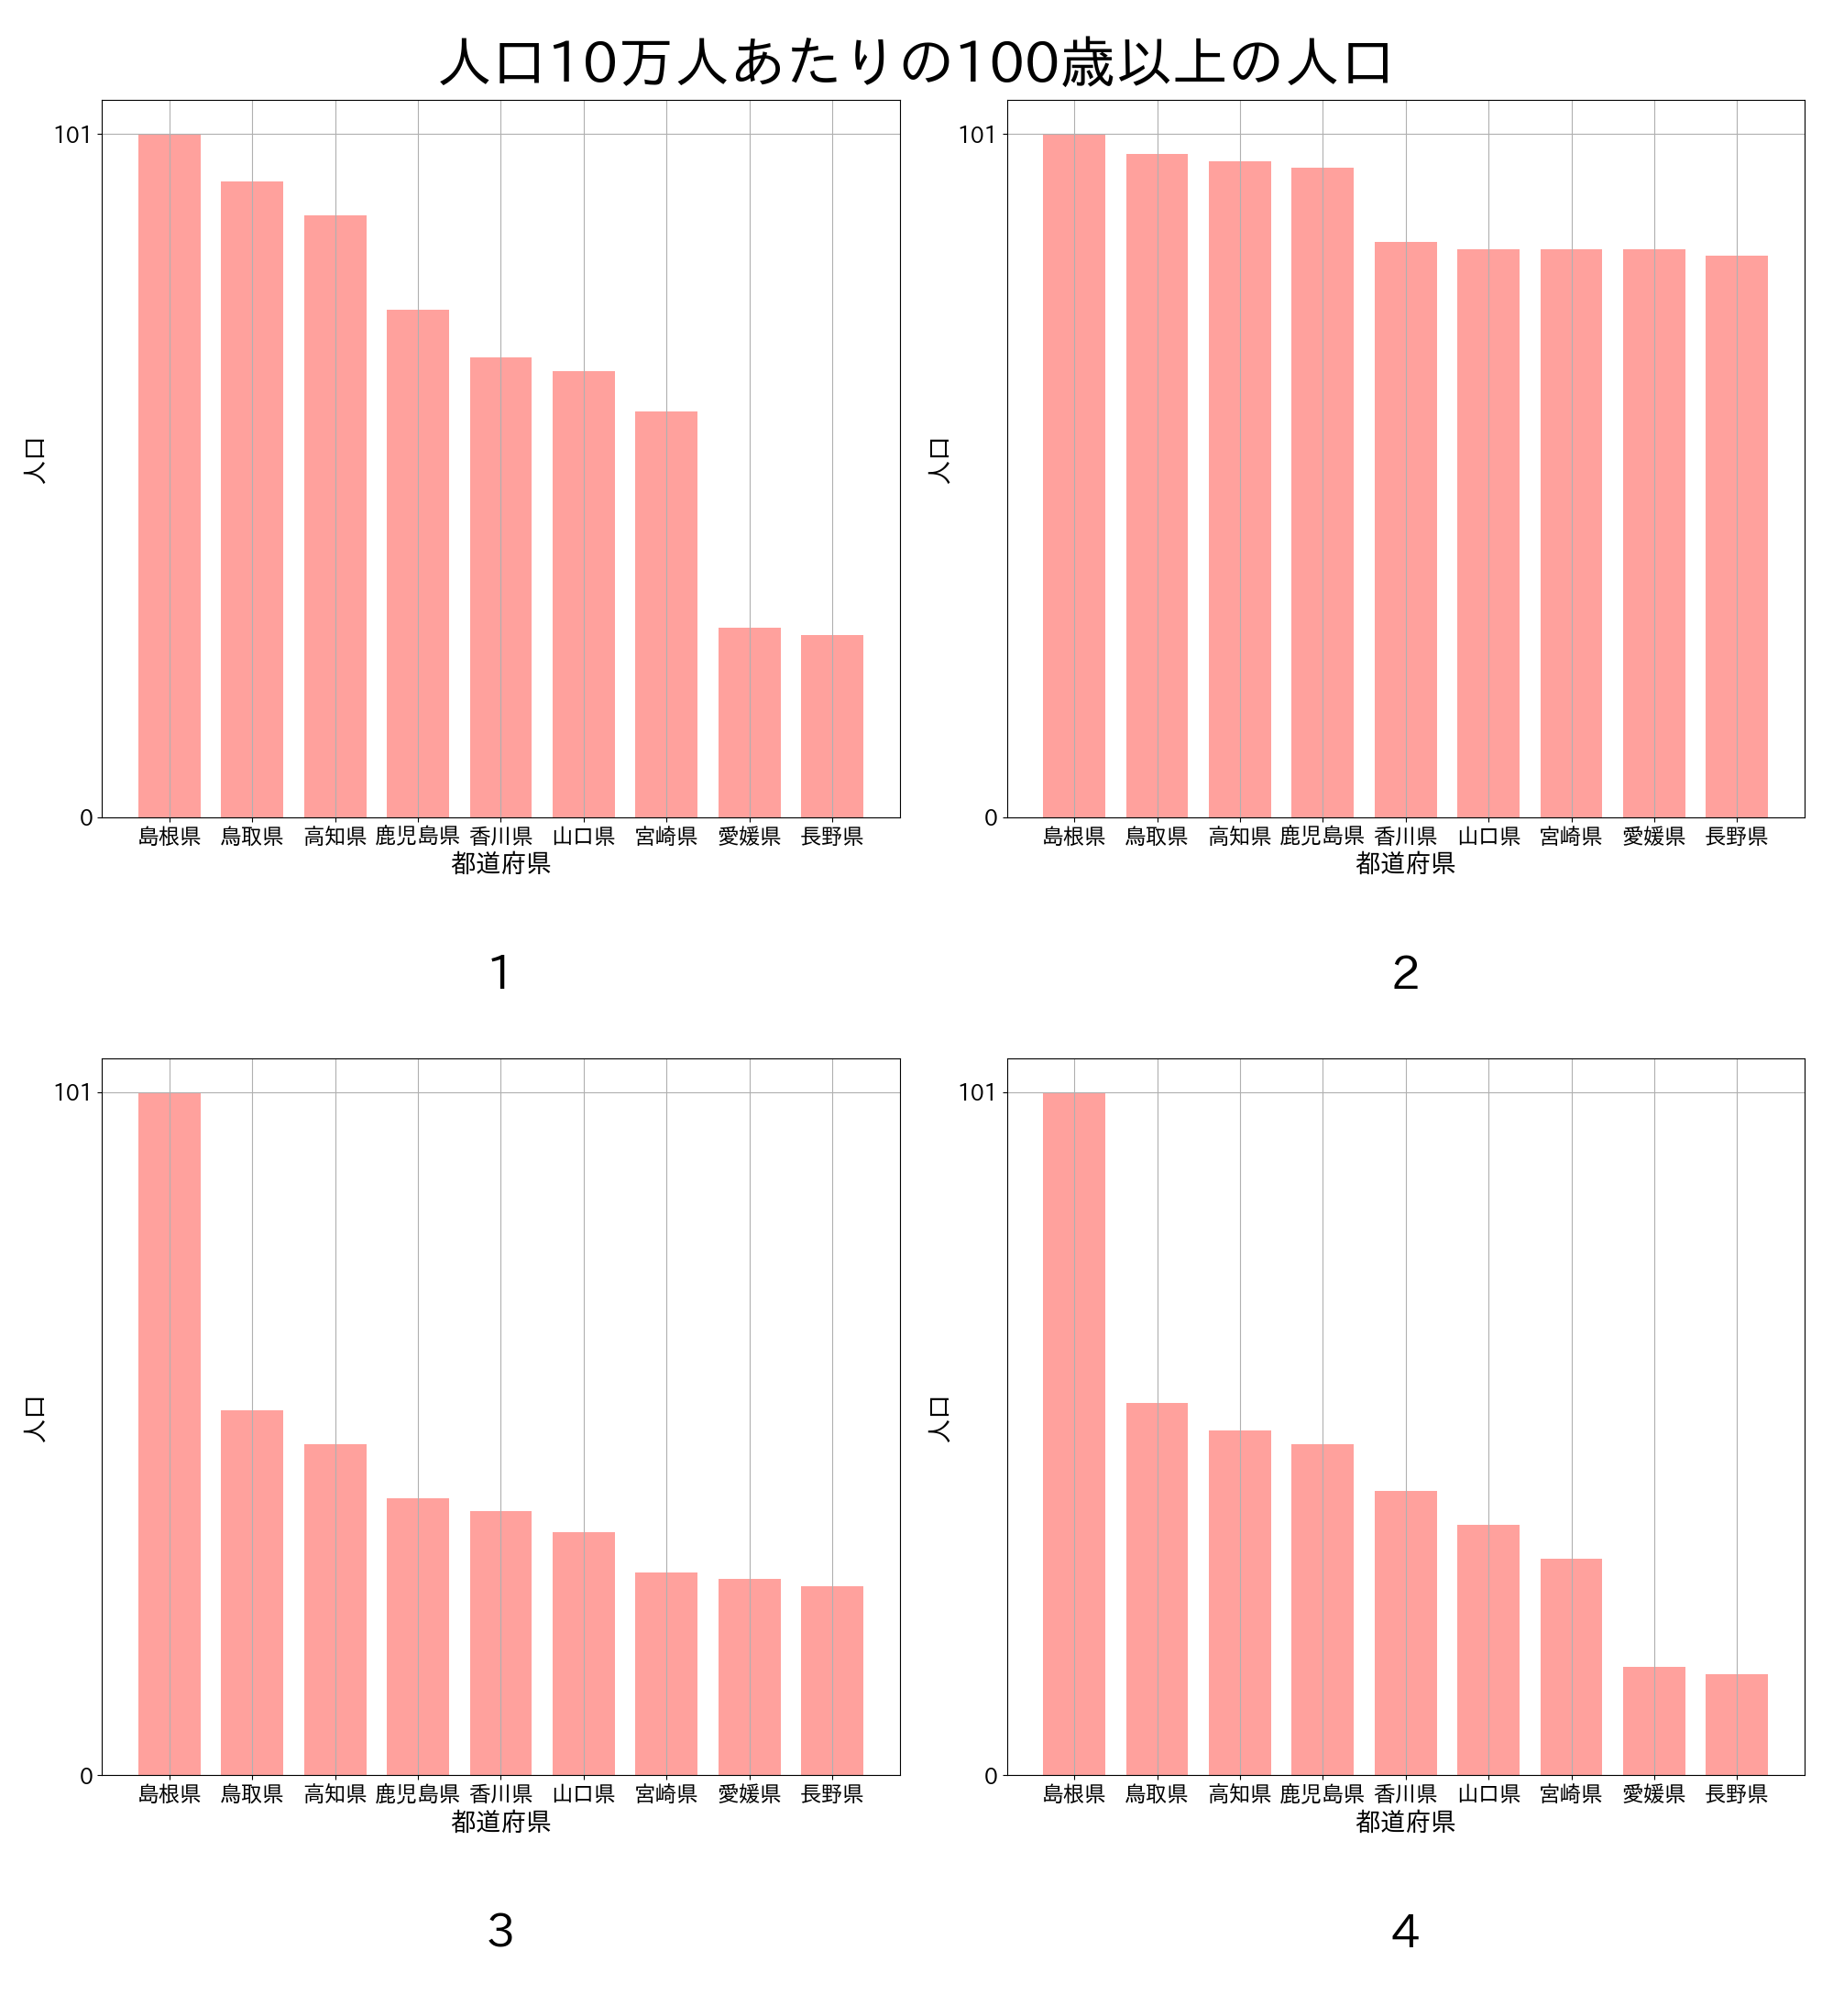 人口10万人あたりの100歳以上の人口
101
0
人口
島根県 鳥取県 高知県 鹿児島県 香川県 山口県 宮崎県 愛媛県 長野県
都道府県
1
101
0
人口
島根県 鳥取県 高知県 鹿児島県 香川県 山口県 宮崎県 愛媛県 長野県
都道府県
2
101
0
人口
島根県 鳥取県 高知県 鹿児島県 香川県 山口県 宮崎県 愛媛県 長野県
都道府県
3
101
0
人口
島根県 鳥取県 高知県 鹿児島県 香川県 山口県 宮崎県 愛媛県 長野県
都道府県
4